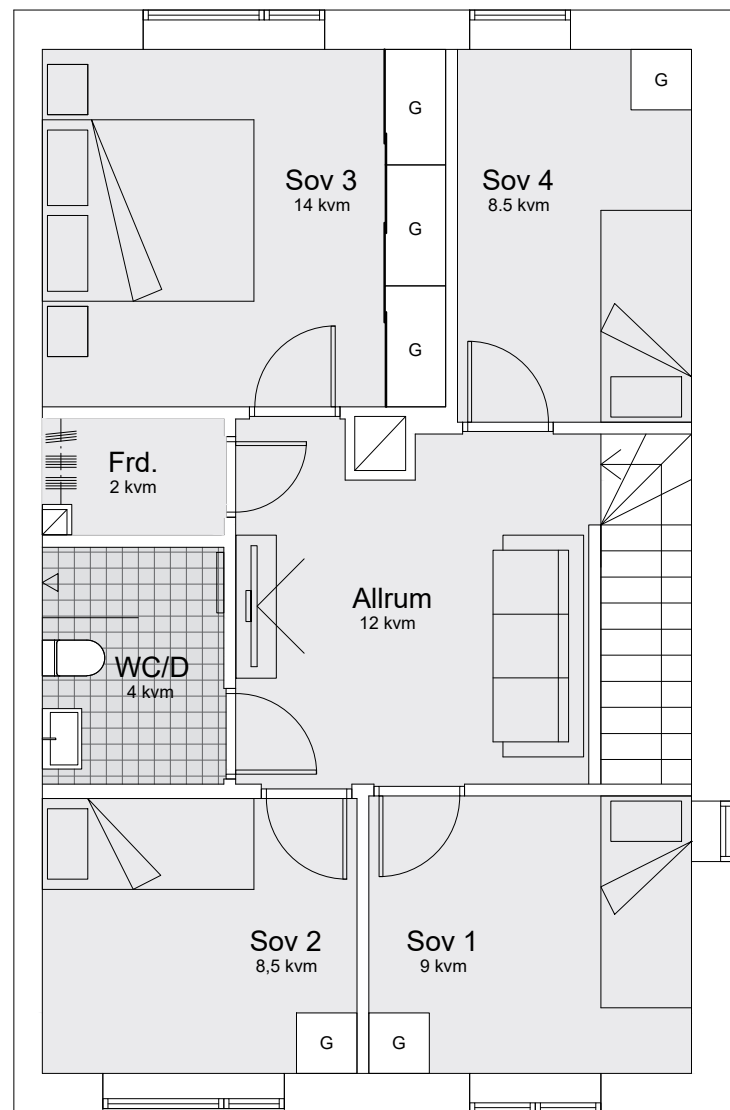 G
G
Sov 3
14 kvm
Sov 4
8.5 kvm
G
G
Frd.
2 kvm
Allrum
12 kvm
WC/D
4 kvm
Sov 2
8,5 kvm
Sov 1
9 kvm
G
G